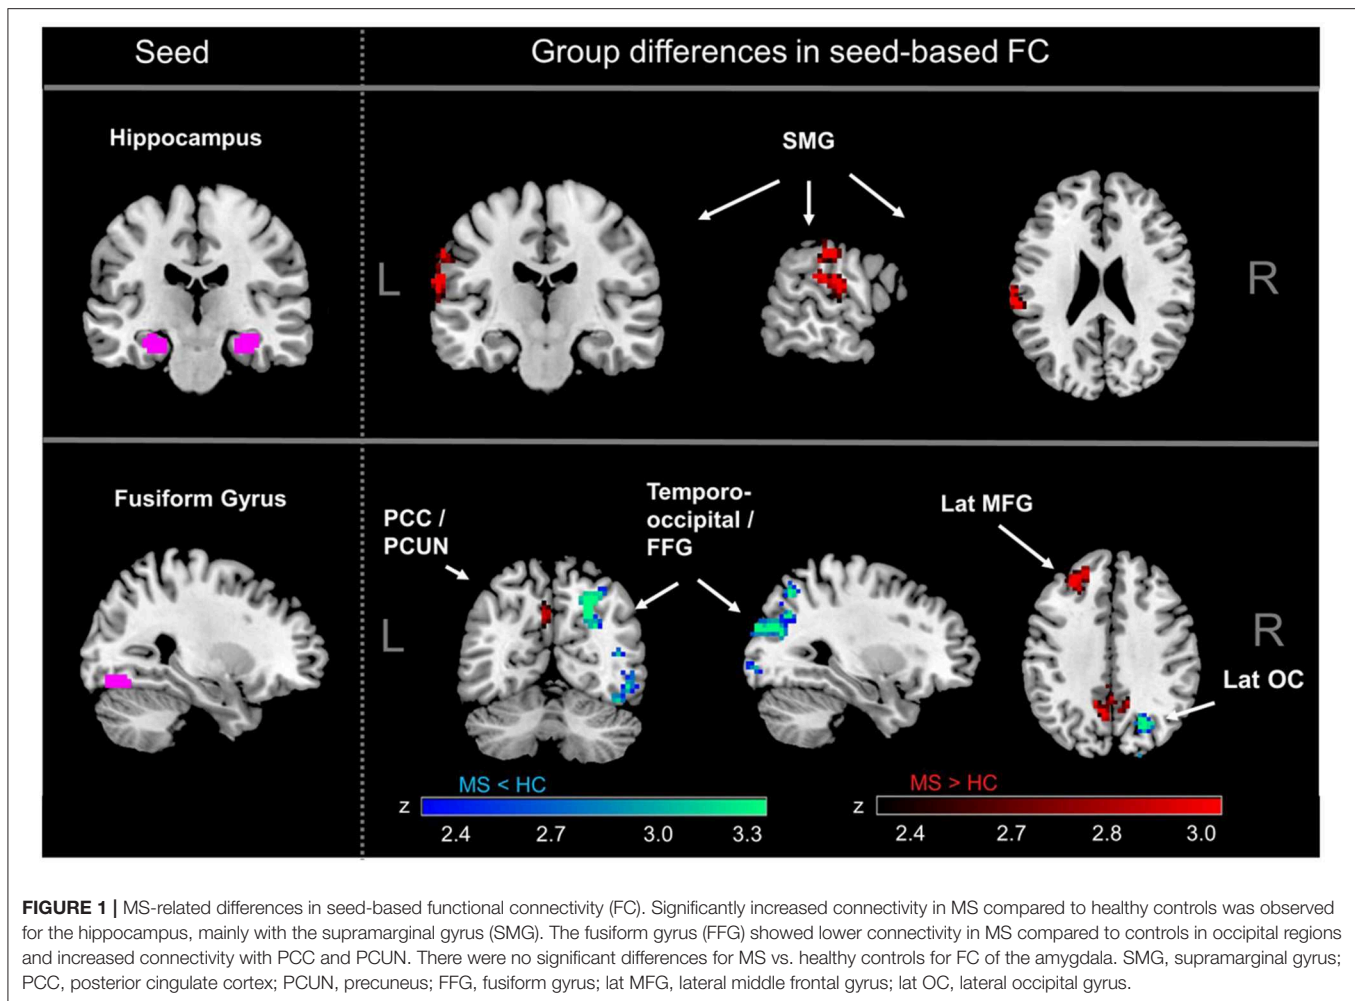 Seed
Group differences in seed-based FC
Hippocampus
SMG
L
R
Fusiform Gyrus
PCC /
PCUN
Temporo-
occipital /
FFG
Lat MFG
L
R
Lat OC
MS < HC
z
2.4 2.7 3.0 3.3
MS > HC
z
2.4 2.7 2.8 3.0
FIGURE 1 | MS-related differences in seed-based functional connectivity (FC). Significantly increased connectivity in MS compared to healthy controls was observed
for the hippocampus, mainly with the supramarginal gyrus (SMG). The fusiform gyrus (FFG) showed lower connectivity in MS compared to controls in occipital regions
and increased connectivity with PCC and PCUN. There were no significant differences for MS vs. healthy controls for FC of the amygdala. SMG, supramarginal gyrus;
PCC, posterior cingulate cortex; PCUN, precuneus; FFG, fusiform gyrus; lat MFG, lateral middle frontal gyrus; lat OC, lateral occipital gyrus.